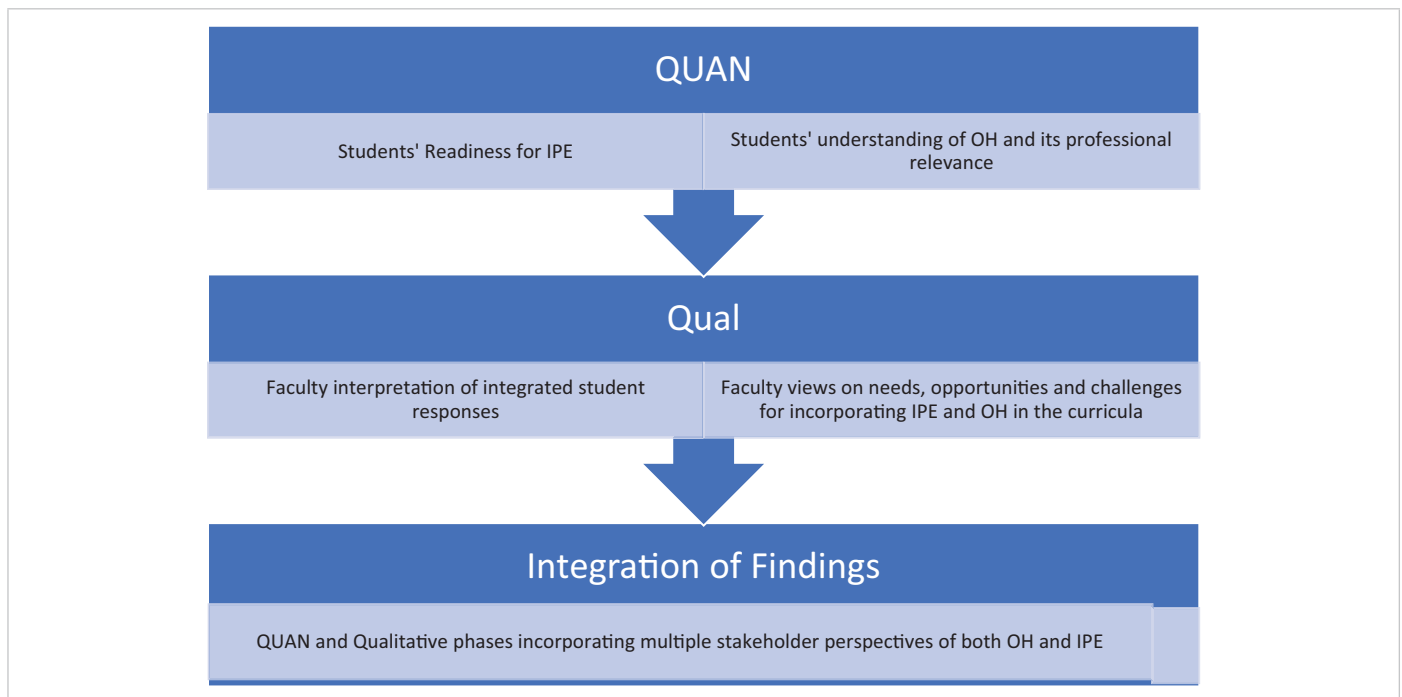 QUAN
Students' Readiness for IPE
Students' understanding of OH and its professional
relevance
Qual
Faculty interpretation of integrated student
responses
Faculty views on needs, opportunities and challenges
for incorporating IPE and OH in the curricula
Integration of Findings
QUAN and Qualitative phases incorporating multiple stakeholder perspectives of both OH and IPE